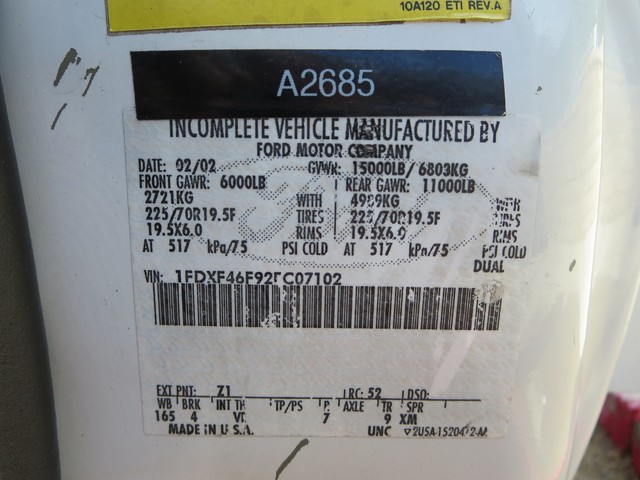 10A120 ETI REV.A
A2685
INCOMPLETE VEHICLE MANUFACTURED BY
FORD MOTOR COMPANY
DATE: 02/02 GVWR: 15000LB/ 6803KG
FRONT GAWR: 6000LB REAR GAWR: 11000LB
2721KG WITH 4989KG WITH
225/70R19.5F TIRES 225/70R19.5F TIRES
19.5X6.0 RIMS 19.5X6.0 RIMS
AT 517 kPa/75 PSI COLD AT 517 kPa/75 PSI COLD
DUAL
VIN:
EXT PNT: Z1 RC: 52 DSO:
WB BRK INT TR TP/PS R AXLE TR SPR
165 4 7 9 XM
MADE IN U.S.A. UNC